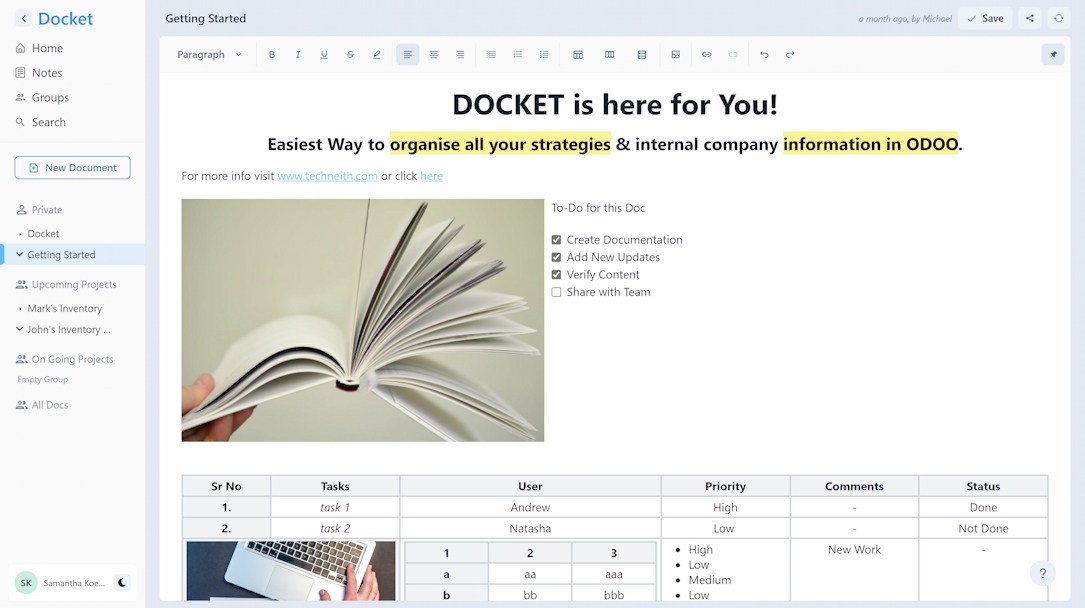 Docket
Home
Notes
Groups
Search
New Document
Private
Docket
Getting Started
Upcoming Projects
Mark's Inventory
John's Inventory ...
On Going Projects
Empty Group
All Docs
SK Samantha Koe...
Getting Started
a month ago, by Michael Save
Paragraph B I U S
DOCKET is here for You!
Easiest Way to organise all your strategies & internal company information in ODOO.
For more info visit www.techneith.com or click here
To-Do for this Doc
Create Documentation
Add New Updates
Verify Content
Share with Team
Sr No Tasks User Priority Comments Status
1. task 1 Andrew High - Done
2. task 2 Natasha Low - Not Done
1 2 3
a aa aaa
b bb bbb
High
Low
Medium
Low
New Work
-
?